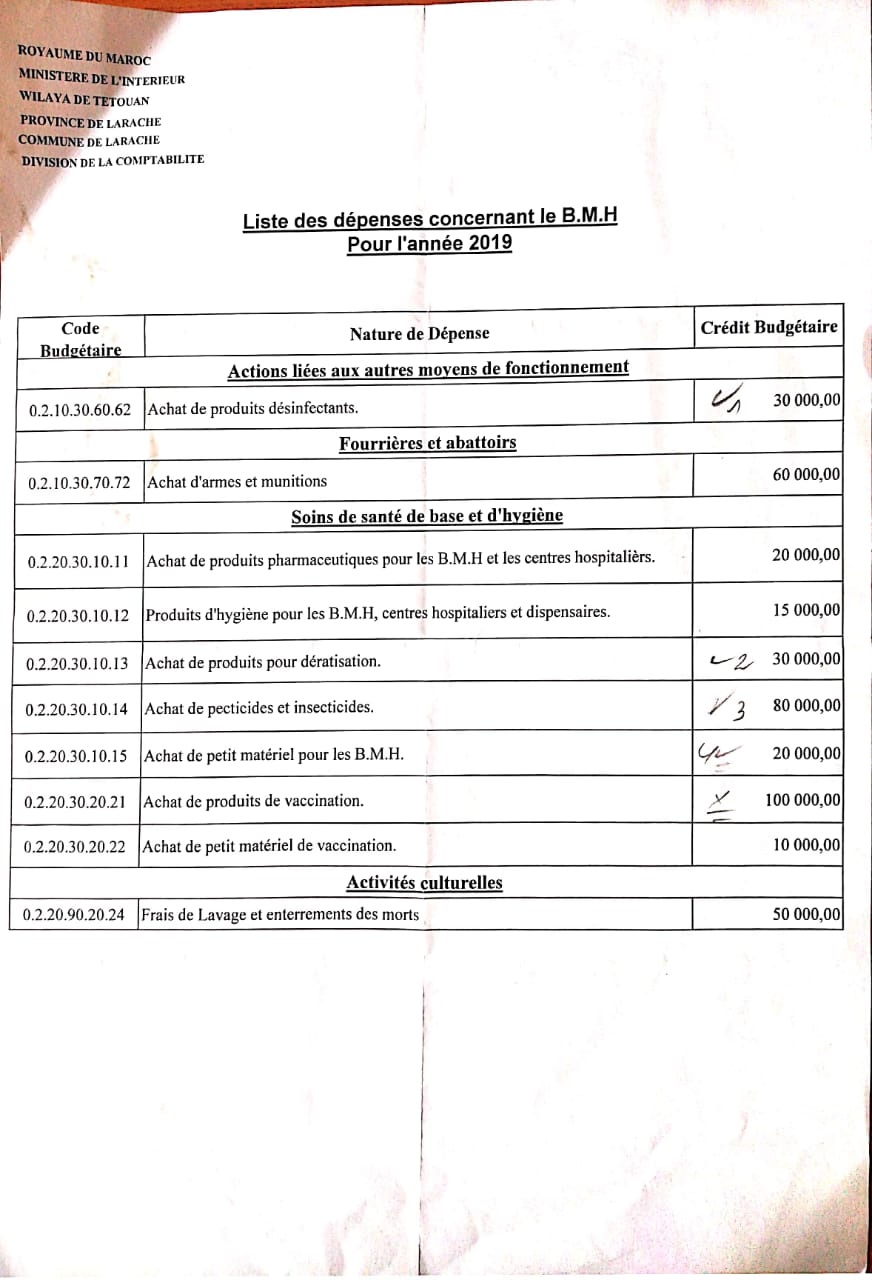 ROYAUME DU MAROC
MINISTERE DE L'INTERIEUR
WILAYA DE TETOUAN
PROVINCE DE LARACHE
COMMUNE DE LARACHE
DIVISION DE LA COMPTABILITE
Liste des dépenses concernant le B.M.H
Pour l'année 2019
Code Budgétaire Nature de Dépense Crédit Budgétaire
Actions liées aux autres moyens de fonctionnement
0.2.10.30.60.62 Achat de produits désinfectants. 1 30 000,00
Fourrières et abattoirs
0.2.10.30.70.72 Achat d'armes et munitions 60 000,00
Soins de santé de base et d'hygiène
0.2.20.30.10.11 Achat de produits pharmaceutiques pour les B.M.H et les centres hospitalièrs. 20 000,00
0.2.20.30.10.12 Produits d'hygiène pour les B.M.H, centres hospitaliers et dispensaires. 15 000,00
0.2.20.30.10.13 Achat de produits pour dératisation. 2 30 000,00
0.2.20.30.10.14 Achat de pecticides et insecticides. 3 80 000,00
0.2.20.30.10.15 Achat de petit matériel pour les B.M.H. 4 20 000,00
0.2.20.30.20.21 Achat de produits de vaccination. x 100 000,00
0.2.20.30.20.22 Achat de petit matériel de vaccination. 10 000,00
Activités culturelles
0.2.20.90.20.24 Frais de Lavage et enterrements des morts 50 000,00